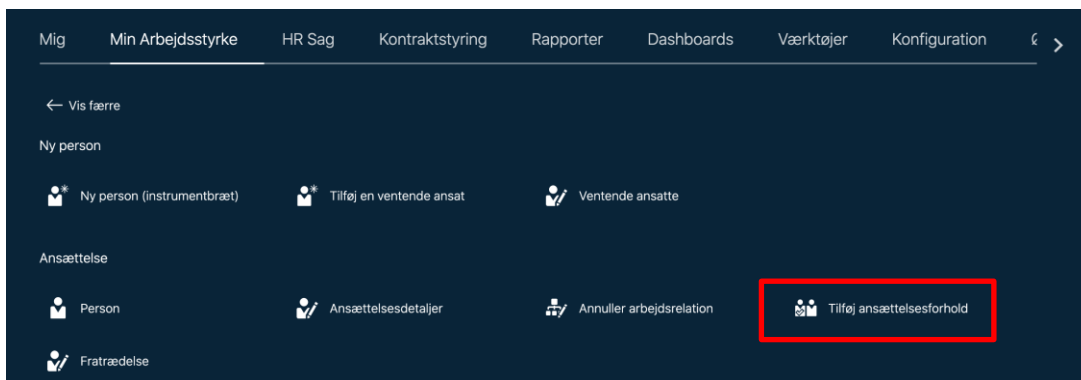 Mig Min Arbejdsstyrke HR Sag Kontraktstyring Rapporter Dashboards Værktøjer Konfiguration
← Vis færre
Ny person
Ny person (instrumentbræt) Tilføj en ventende ansat Ventende ansatte
Ansættelse
Person Ansættelsesdetaljer Annuller arbejdsrelation Tilføj ansættelsesforhold
Fratrædelse